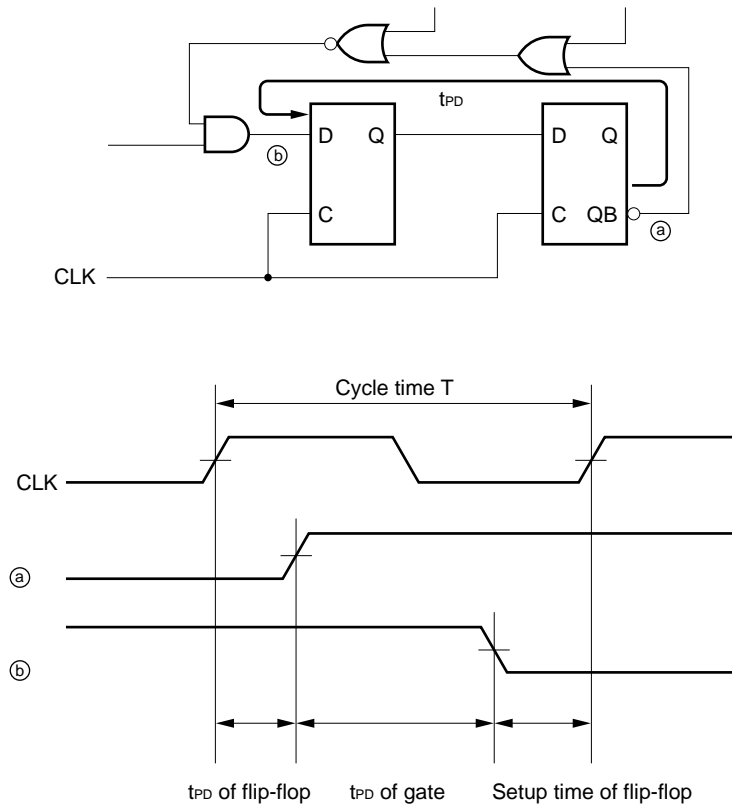 tPD
D Q D Q
ⓑ
C C QB
ⓐ
CLK
Cycle time T
CLK
ⓐ
ⓑ
tPD of flip-flop tPD of gate Setup time of flip-flop